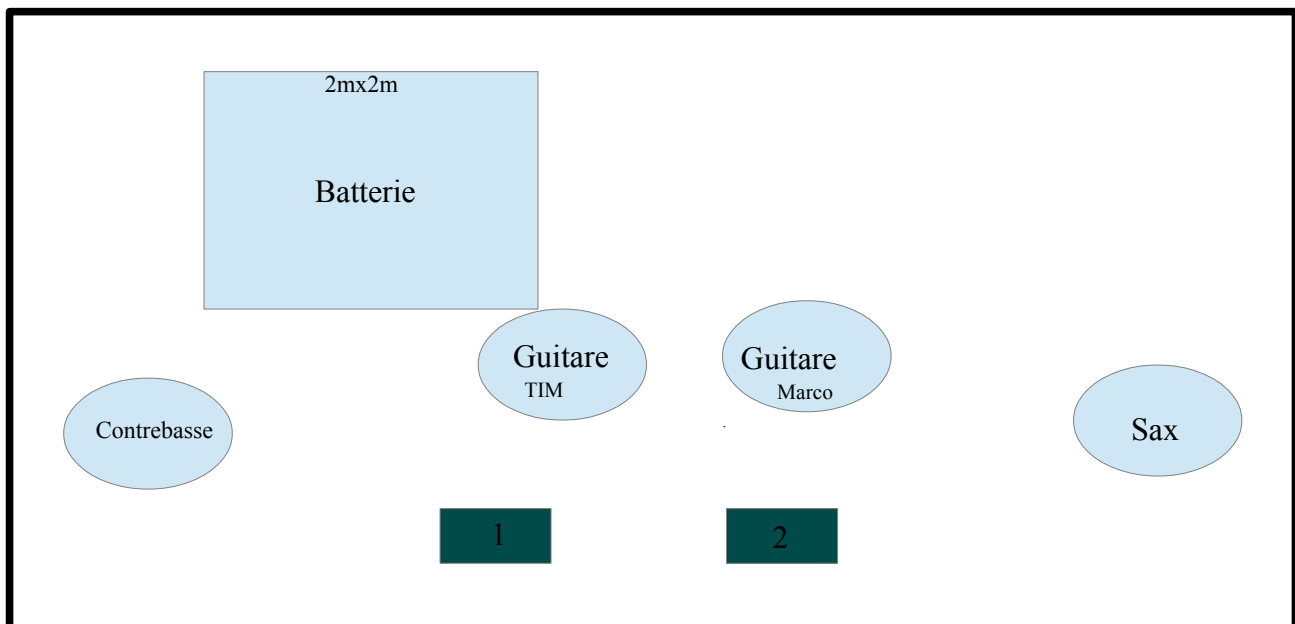 2mx2m
Batterie
Guitare
TIM
Guitare
Marco
Contrebasse
Sax
1
2